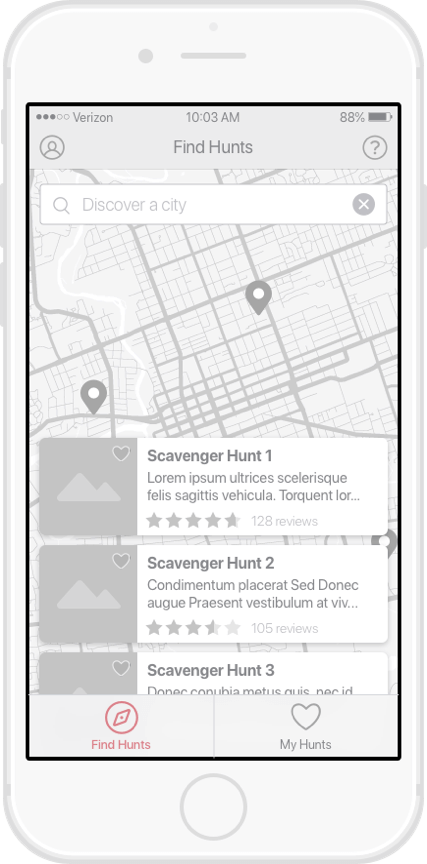 Verizon 10:03 AM 88%
Find Hunts
Discover a city
Scavenger Hunt 1
Lorem ipsum ultrices scelerisque
felis sagittis vehicula. Torquent lor...
128 reviews
Scavenger Hunt 2
Condimentum placerat Sed Donec
augue Praesent vestibulum at viv...
105 reviews
Scavenger Hunt 3
Donec conubia metus quis, nec id
Find Hunts My Hunts